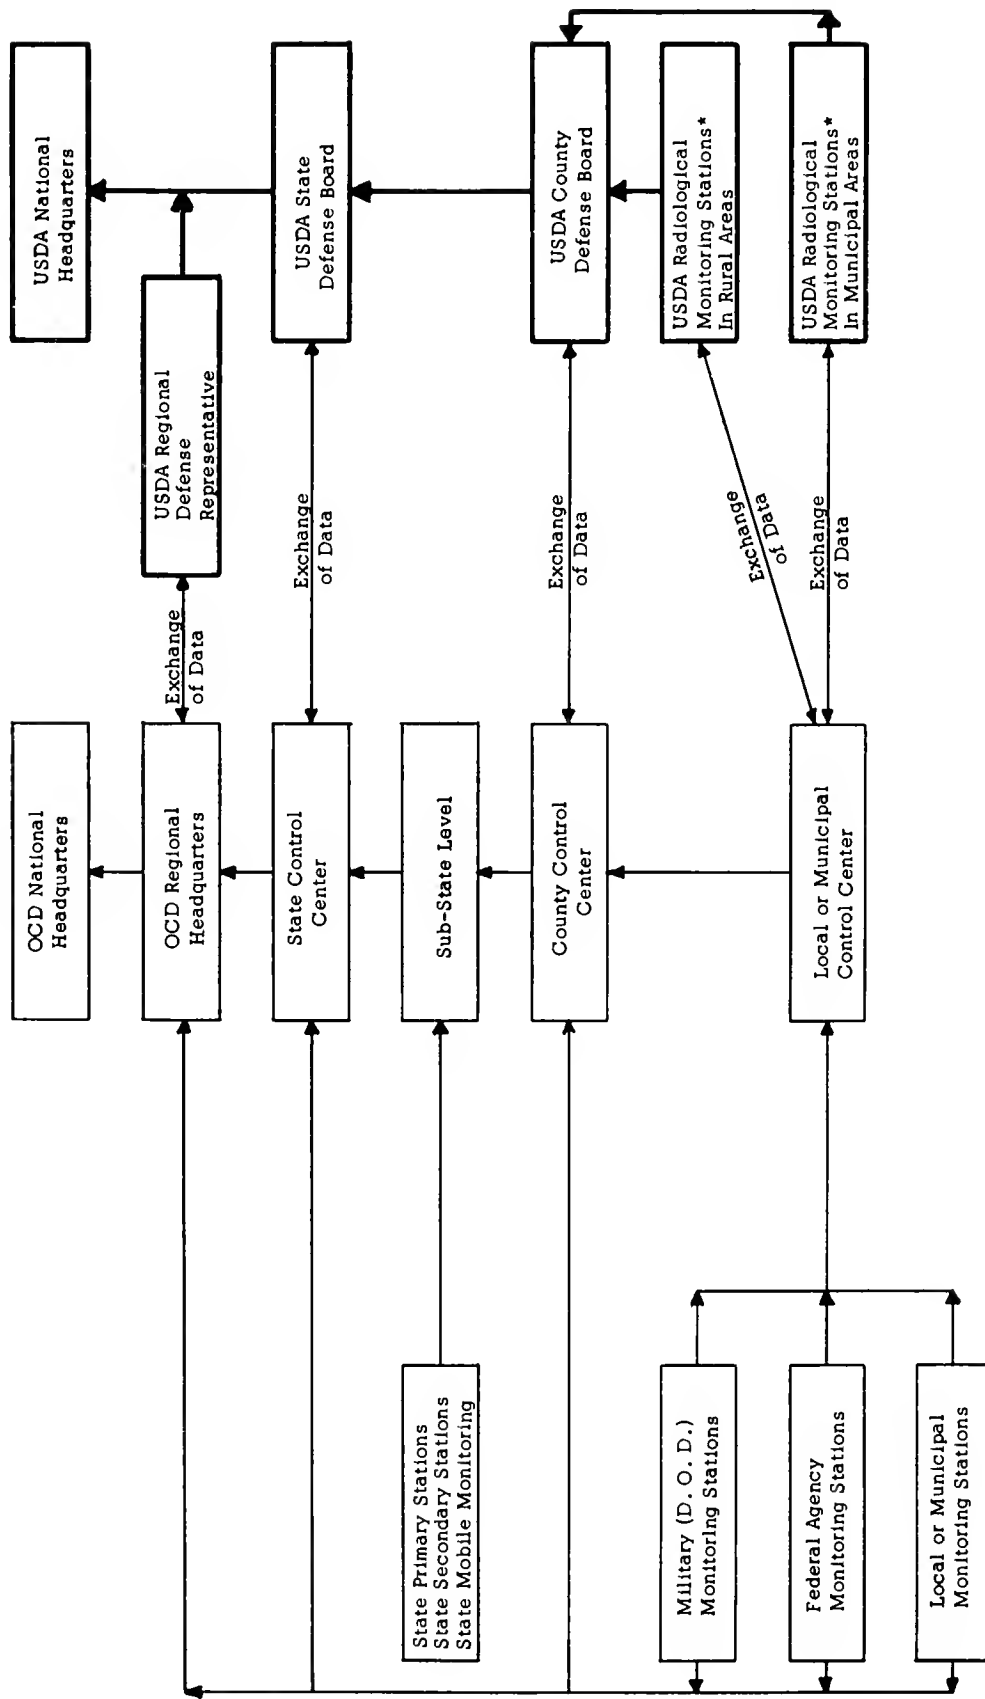 OCD National
Headquarters
USDA National
Headquarters
OCD Regional
Headquarters
Exchange
of Data
USDA Regional
Defense
Representative
State Control
Center
Exchange
of Data
USDA State
Defense Board
State Primary Stations
State Secondary Stations
State Mobile Monitoring
Sub-State Level
County Control
Center
Exchange
of Data
USDA County
Defense Board
Military (D. O. D.)
Monitoring Stations
Exchange
of Data
USDA Radiological
Monitoring Stations*
In Rural Areas
Federal Agency
Monitoring Stations
Local or Municipal
Control Center
Exchange
of Data
USDA Radiological
Monitoring Stations*
In Municipal Areas
Local or Municipal
Monitoring Stations